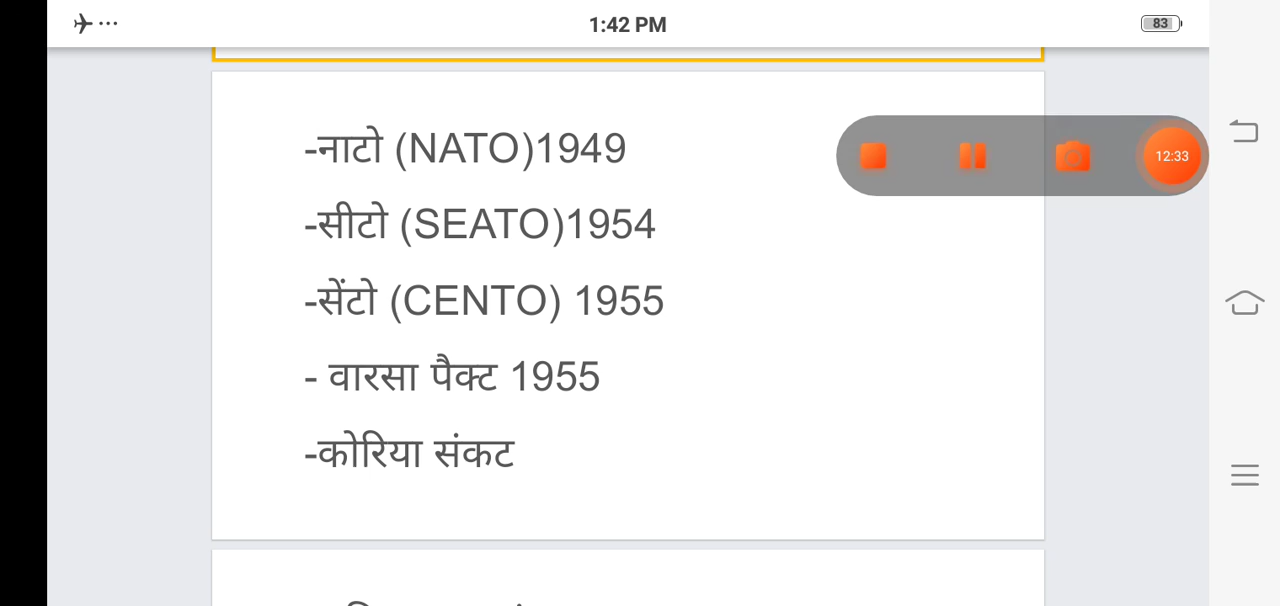 1:42 PM
83
-नाटो (NATO)1949
12:33
-सीटो (SEATO)1954
-सेंटो (CENTO) 1955
- वारसा पैक्ट 1955
-कोरिया संकट